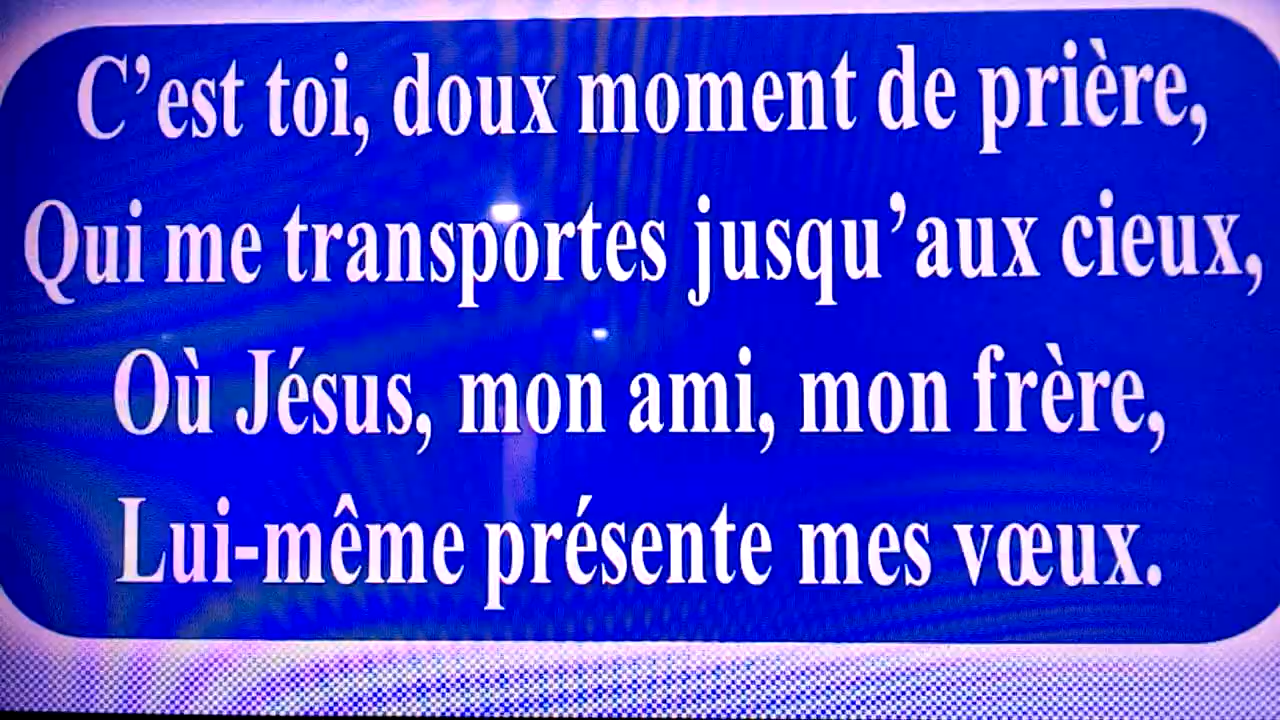 C’est toi, doux moment de prière,
Qui me transportes jusqu’aux cieux,
Où Jésus, mon ami, mon frère,
Lui-même présente mes vœux.